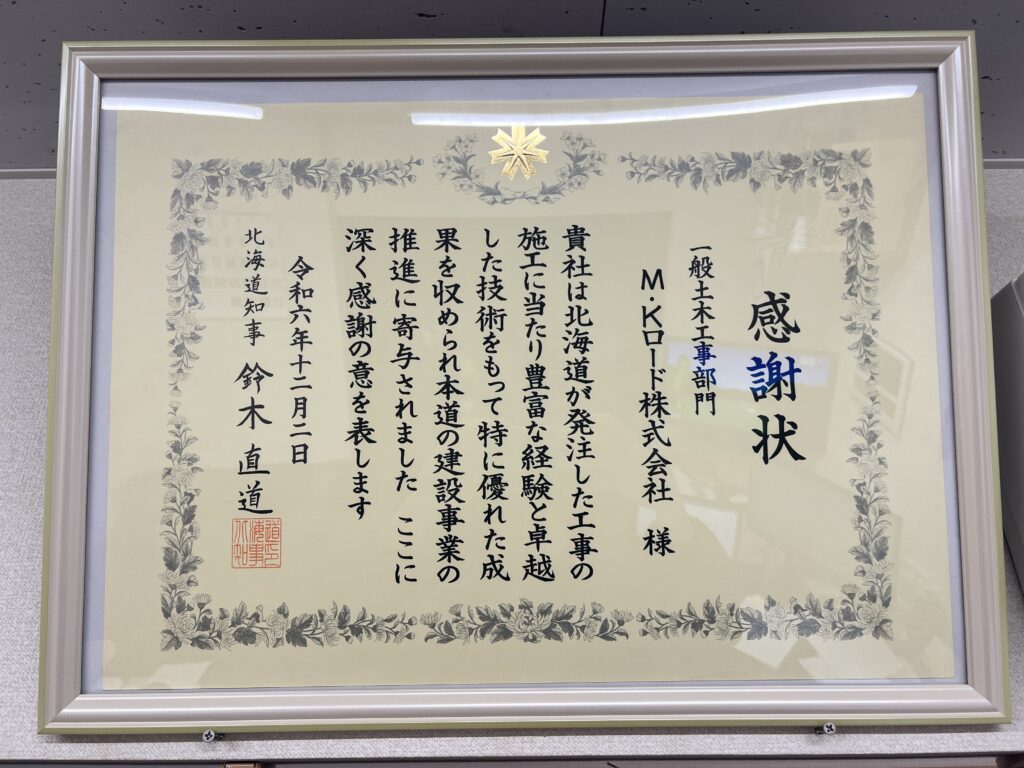 感謝状
一般土木工事部門
M・Kロード株式会社 様
貴社は北海道が発注した工事の
施工に当たり豊富な経験と卓越
した技術をもって特に優れた成
果を収められ本道の建設事業の
推進に寄与されました ここに
深く感謝の意を表します
令和六年十二月二日
北海道知事 鈴木直道